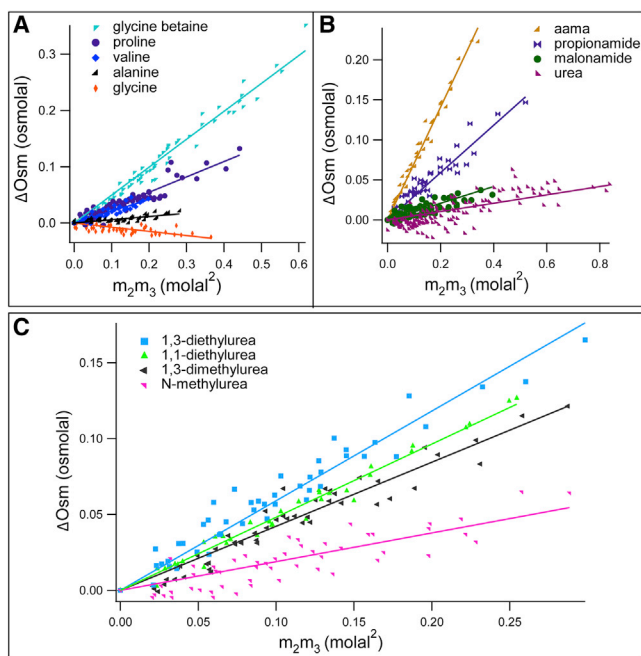 A
glycine betaine
proline
valine
alanine
glycine
ΔOsm (osmolal)
0.3
0.2
0.1
0.0
0.0 0.1 0.2 0.3 0.4 0.5 0.6
m₂m₃ (molal²)
B
aama
propionamide
malonamide
urea
ΔOsm (osmolal)
0.20
0.15
0.10
0.05
0.00
0.0 0.2 0.4 0.6 0.8
m₂m₃ (molal²)
C
1,3-diethylurea
1,1-diethylurea
1,3-dimethylurea
N-methylurea
ΔOsm (osmolal)
0.15
0.10
0.05
0.00
0.00 0.05 0.10 0.15 0.20 0.25
m₂m₃ (molal²)